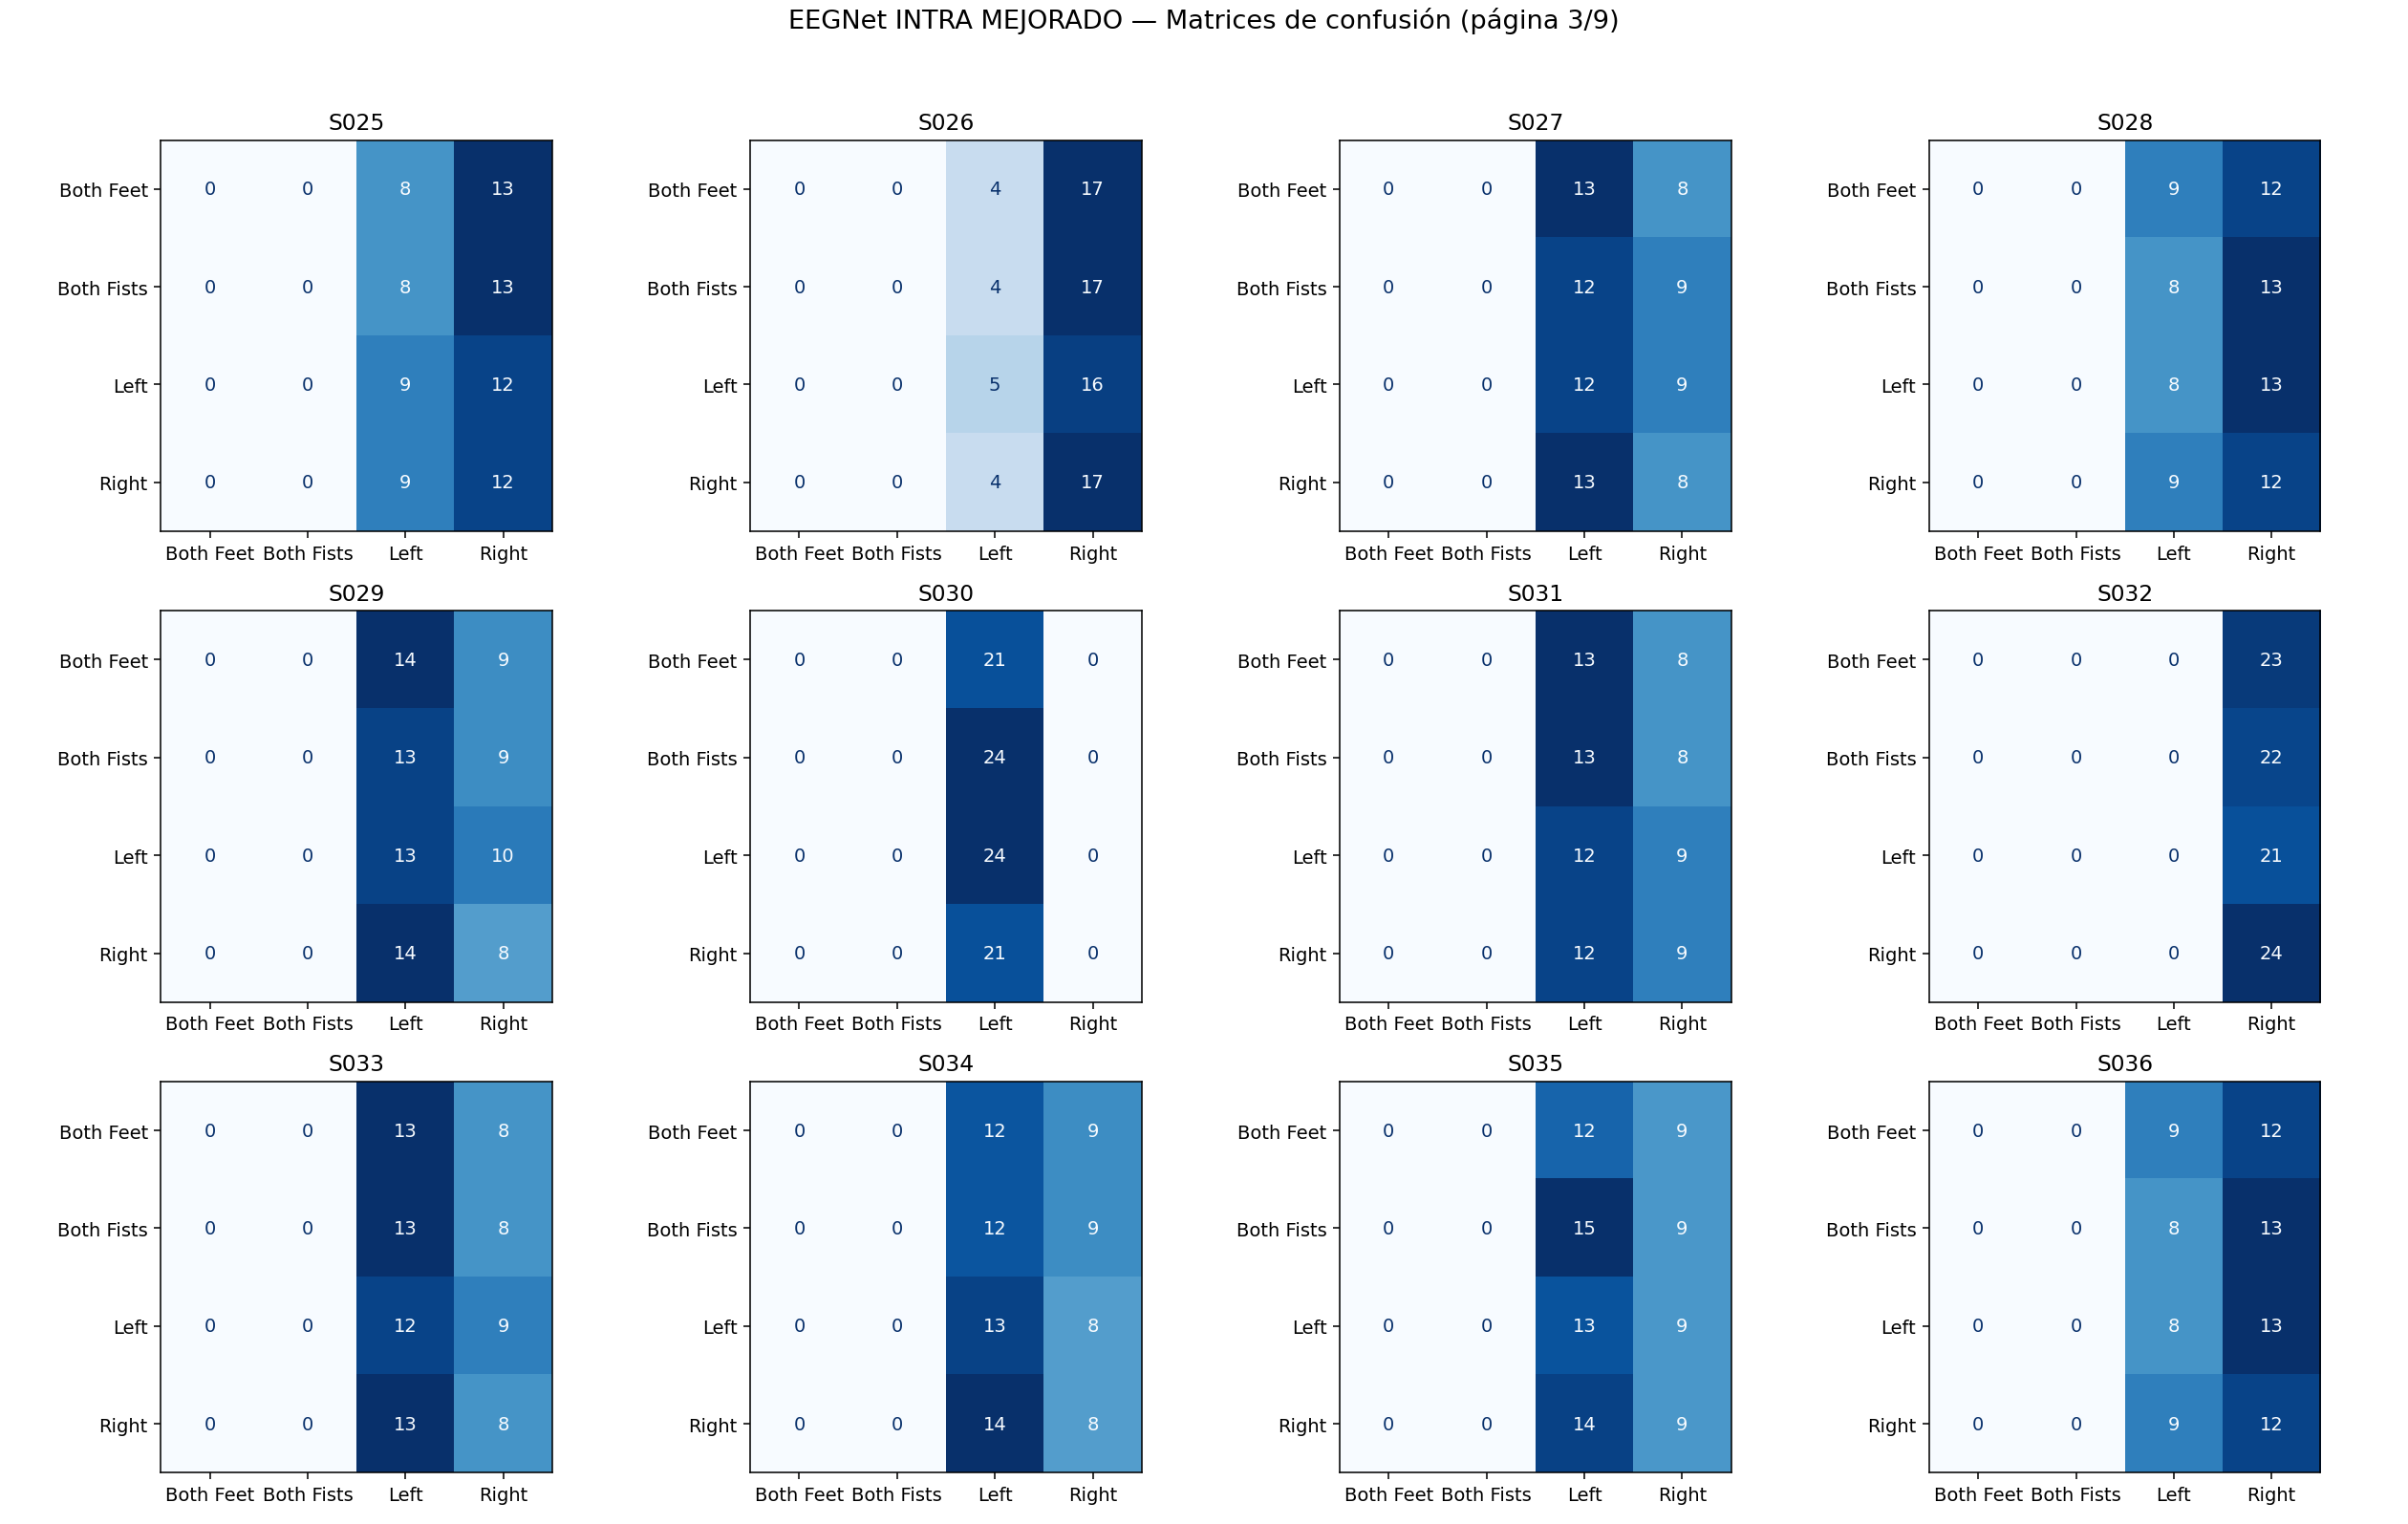 EEGNet INTRA MEJORADO — Matrices de confusión (página 3/9)
S025
Both Feet 0 0 8 13
Both Fists 0 0 8 13
Left 0 0 9 12
Right 0 0 9 12
Both Feet Both Fists Left Right
S026
Both Feet 0 0 4 17
Both Fists 0 0 4 17
Left 0 0 5 16
Right 0 0 4 17
Both Feet Both Fists Left Right
S027
Both Feet 0 0 13 8
Both Fists 0 0 12 9
Left 0 0 12 9
Right 0 0 13 8
Both Feet Both Fists Left Right
S028
Both Feet 0 0 9 12
Both Fists 0 0 8 13
Left 0 0 8 13
Right 0 0 9 12
Both Feet Both Fists Left Right
S029
Both Feet 0 0 14 9
Both Fists 0 0 13 9
Left 0 0 13 10
Right 0 0 14 8
Both Feet Both Fists Left Right
S030
Both Feet 0 0 21 0
Both Fists 0 0 24 0
Left 0 0 24 0
Right 0 0 21 0
Both Feet Both Fists Left Right
S031
Both Feet 0 0 13 8
Both Fists 0 0 13 8
Left 0 0 12 9
Right 0 0 12 9
Both Feet Both Fists Left Right
S032
Both Feet 0 0 0 23
Both Fists 0 0 0 22
Left 0 0 0 21
Right 0 0 0 24
Both Feet Both Fists Left Right
S033
Both Feet 0 0 13 8
Both Fists 0 0 13 8
Left 0 0 12 9
Right 0 0 13 8
Both Feet Both Fists Left Right
S034
Both Feet 0 0 12 9
Both Fists 0 0 12 9
Left 0 0 13 8
Right 0 0 14 8
Both Feet Both Fists Left Right
S035
Both Feet 0 0 12 9
Both Fists 0 0 15 9
Left 0 0 13 9
Right 0 0 14 9
Both Feet Both Fists Left Right
S036
Both Feet 0 0 9 12
Both Fists 0 0 8 13
Left 0 0 8 13
Right 0 0 9 12
Both Feet Both Fists Left Right